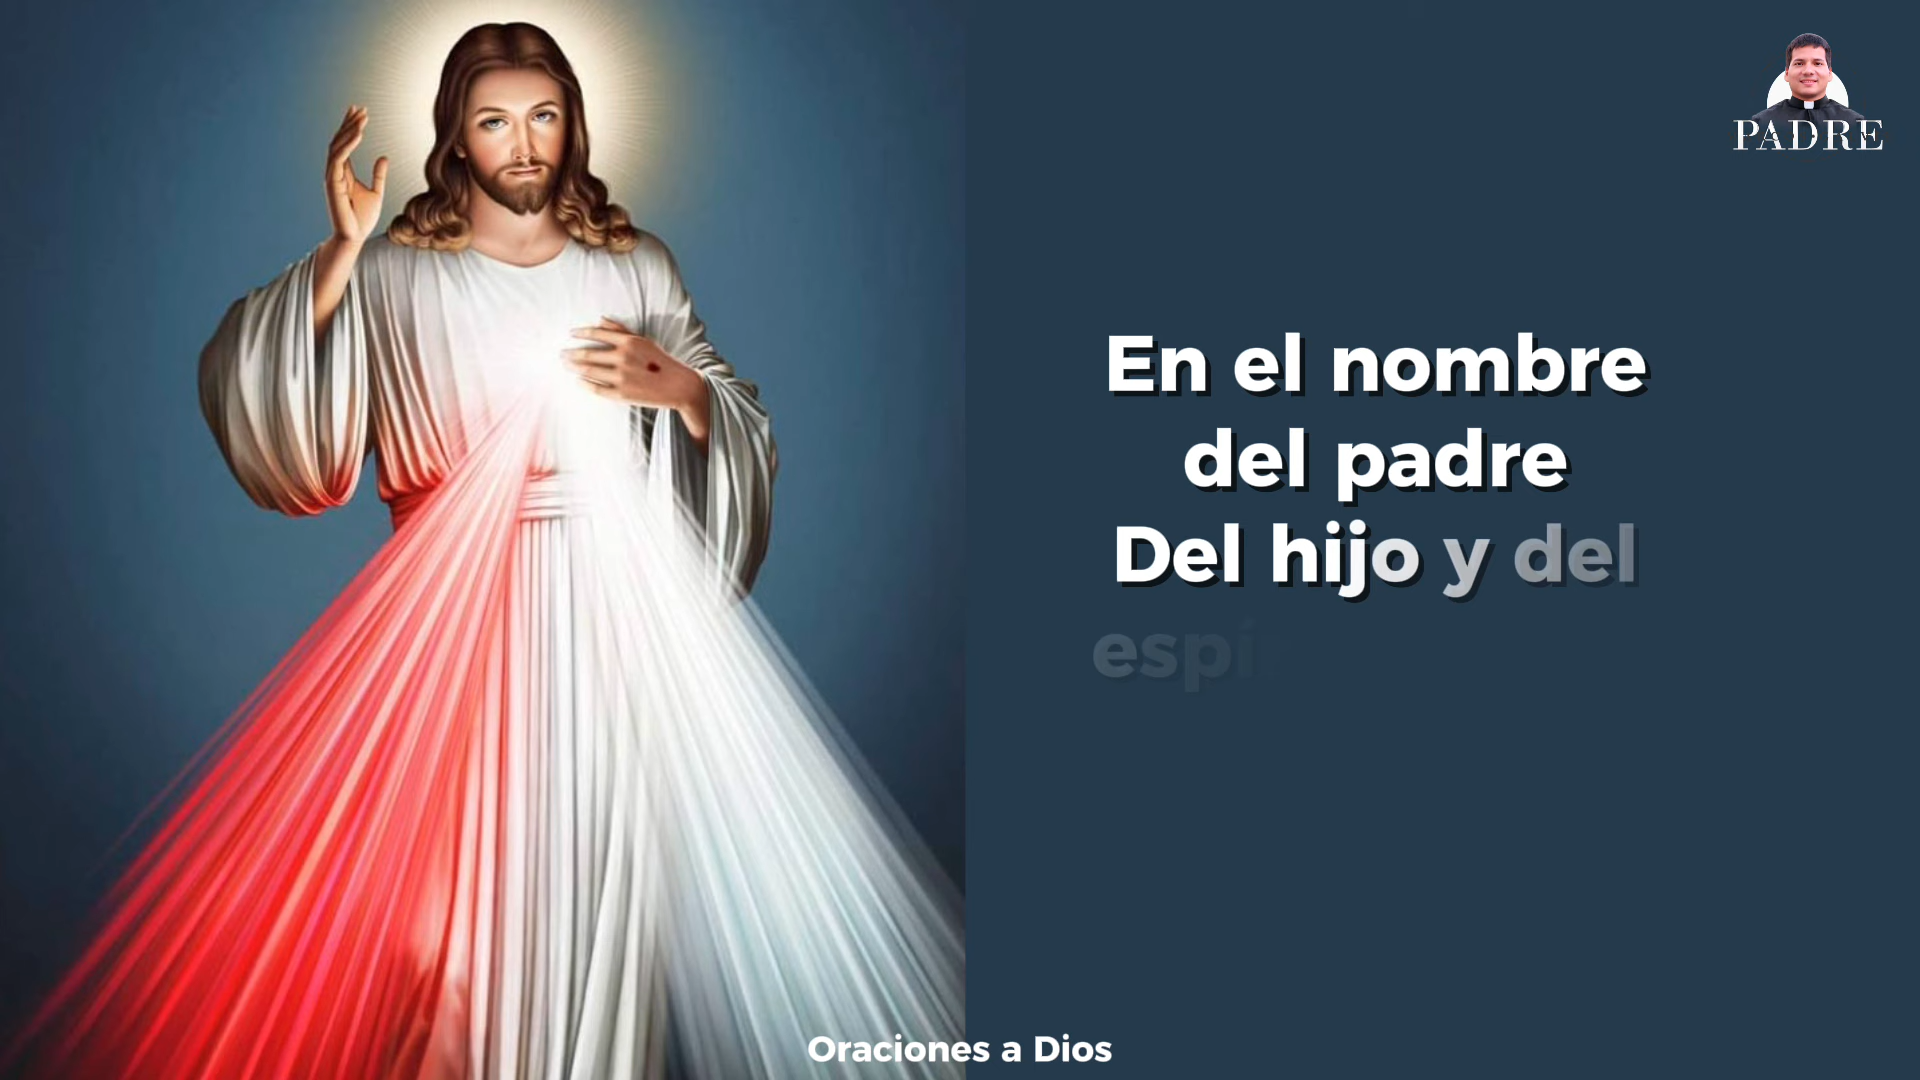 PADRE
En el nombre
del padre
Del hijo y del
Oraciones a Dios